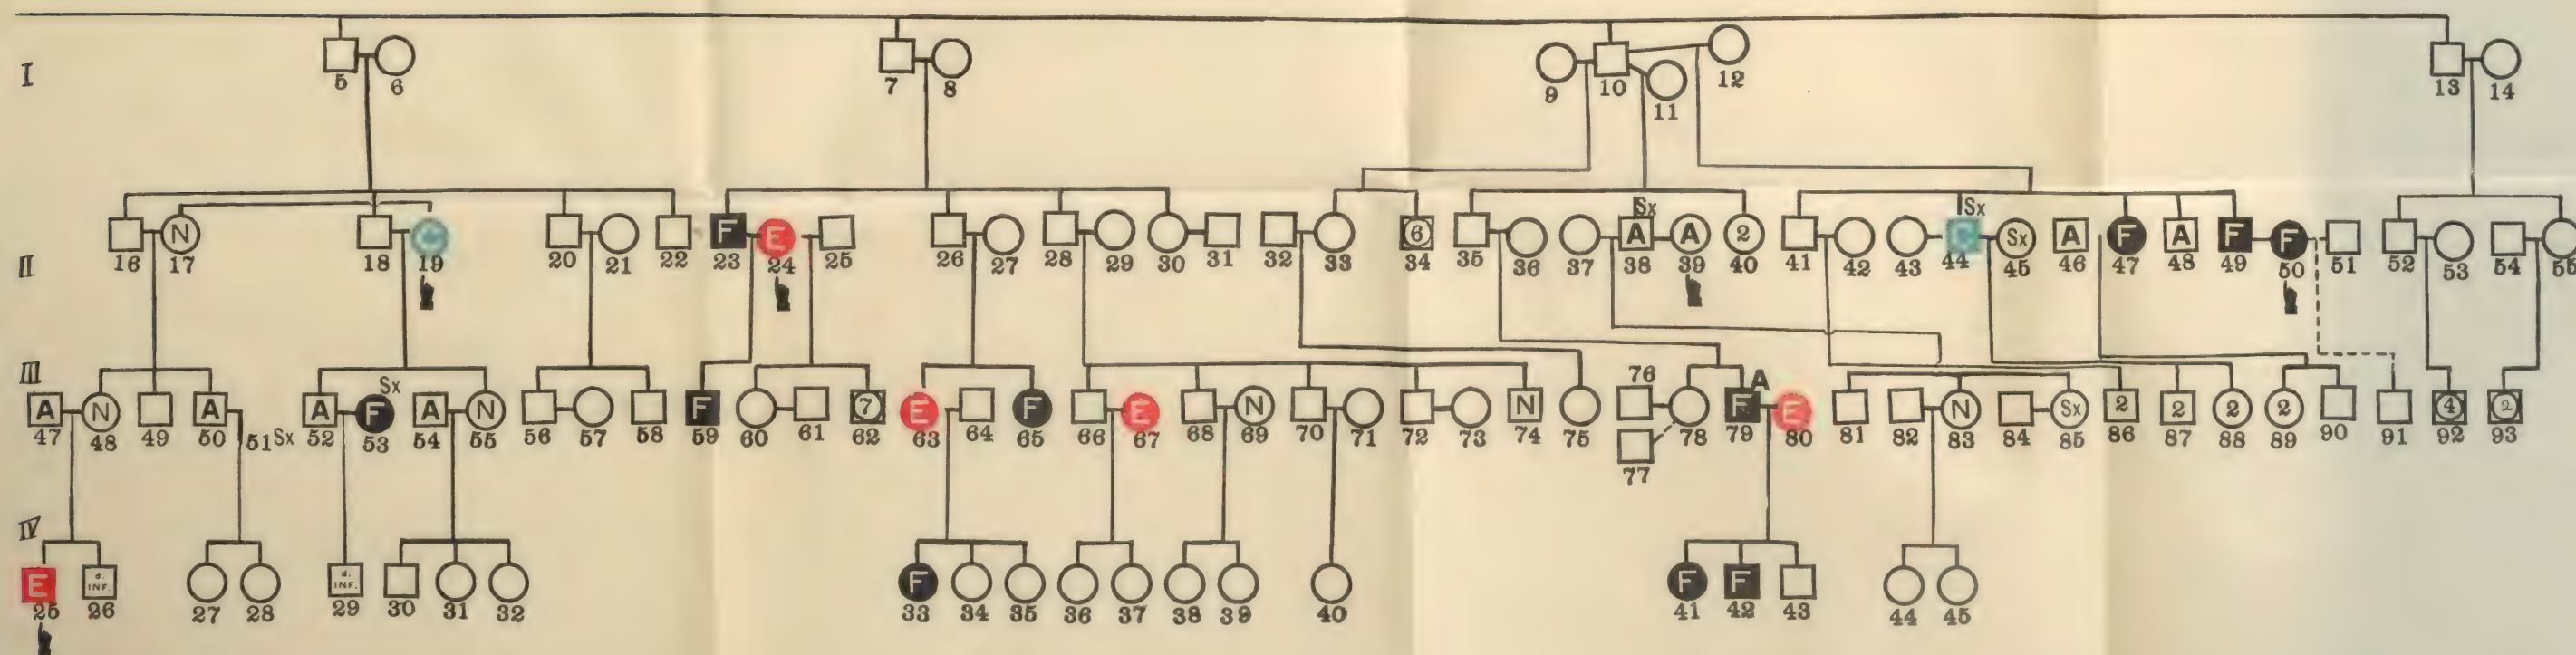 I
5 6 7 8 9 10 11 12 13 14
Sx Sx
N C F E 6 A A 2 C Sx A F A F F
II
16 17 18 19 20 21 22 23 24 25 26 27 28 29 30 31 32 33 34 35 36 37 38 39 40 41 42 43 44 45 46 47 48 49 50 51 52 53 54 55
III
Sx 76 A
A N A A F A N F 7 E F E N N F E N Sx 2 2 2 2 4 2
47 48 49 50 51 Sx 52 53 54 55 56 57 58 59 60 61 62 63 64 65 66 67 68 69 70 71 72 73 74 75 78 79 80 81 82 83 84 85 86 87 88 89 90 91 92 93
77
IV
E d. INF. d. INF. F F F
25 26 27 28 29 30 31 32 33 34 35 36 37 38 39 40 41 42 43 44 45